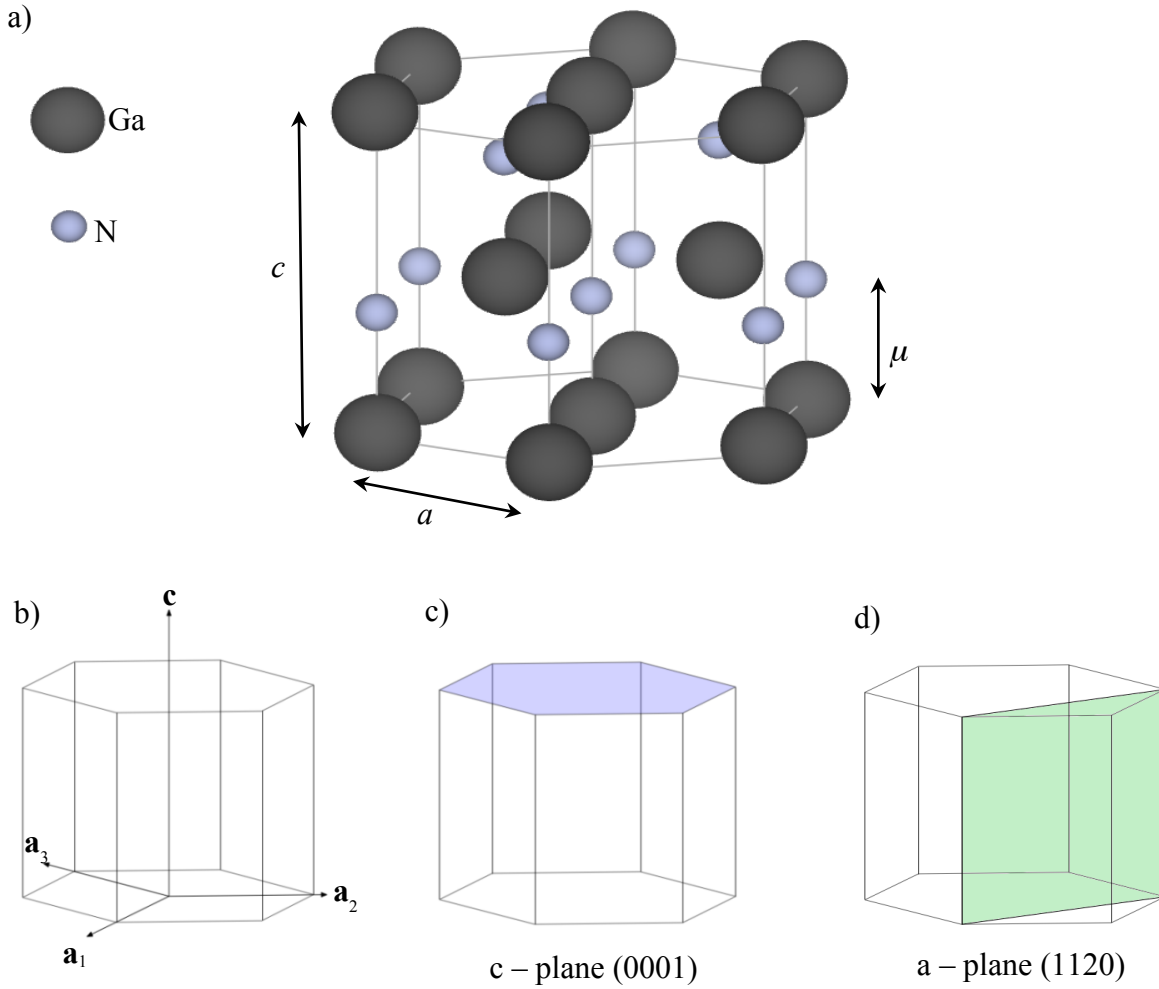 a)
Ga
N
c
a
μ
b)
c
a3
a2
a1
c)
c – plane (0001)
d)
a – plane (1120)